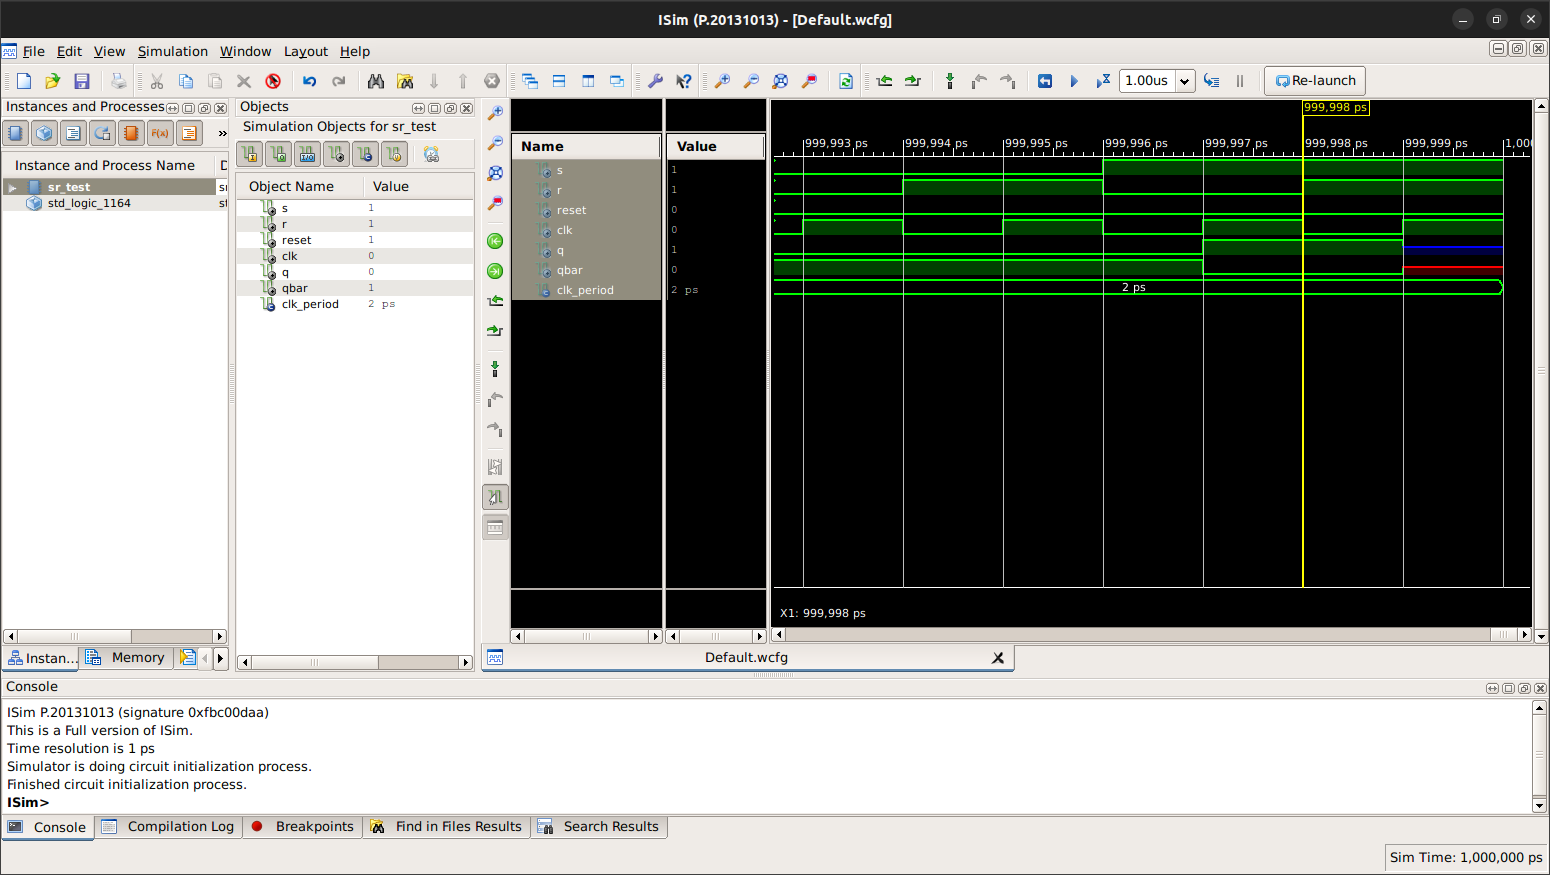 ISim (P.20131013) - [Default.wcfg]
File Edit View Simulation Window Layout Help
1.00us Re-launch
Instances and Processes
Instance and Process Name D
sr_test sr
std_logic_1164 st
Instan... Memory
Objects
Simulation Objects for sr_test
Object Name Value
s 1
r 1
reset 1
clk 0
q 0
qbar 1
clk_period 2 ps
Name Value
s 1
r 1
reset 0
clk 0
q 1
qbar 0
clk_period 2 ps
999,998 ps
999,993 ps 999,994 ps 999,995 ps 999,996 ps 999,997 ps 999,998 ps 999,999 ps 1,000
2 ps
X1: 999,998 ps
Default.wcfg
Console
ISim P.20131013 (signature 0xfbc00daa)
This is a Full version of ISim.
Time resolution is 1 ps
Simulator is doing circuit initialization process.
Finished circuit initialization process.
ISim>
Console Compilation Log Breakpoints Find in Files Results Search Results
Sim Time: 1,000,000 ps